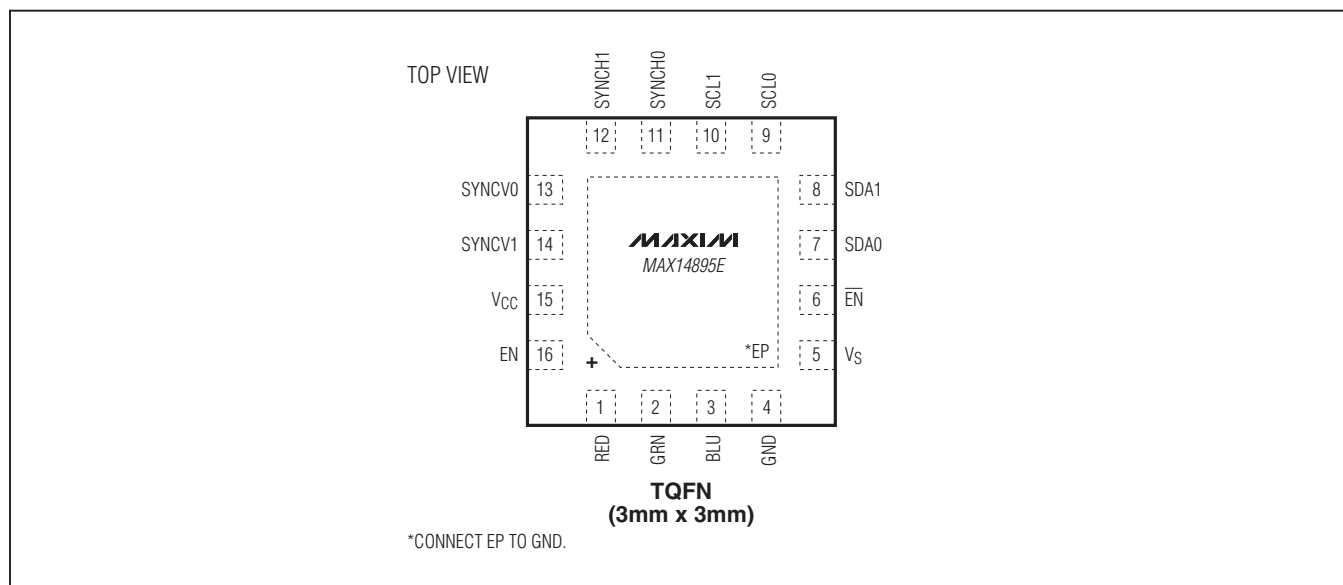 TOP VIEW
SYNCH1 SYNCH0 SCL1 SCL0
12 11 10 9
SYNCV0 13 8 SDA1
SYNCV1 14 7 SDA0
VCC 15 6 E̅N̅
EN 16 5 VS
MAXIM
MAX14895E
*EP
+
1 2 3 4
RED GRN BLU GND
TQFN
(3mm x 3mm)
*CONNECT EP TO GND.